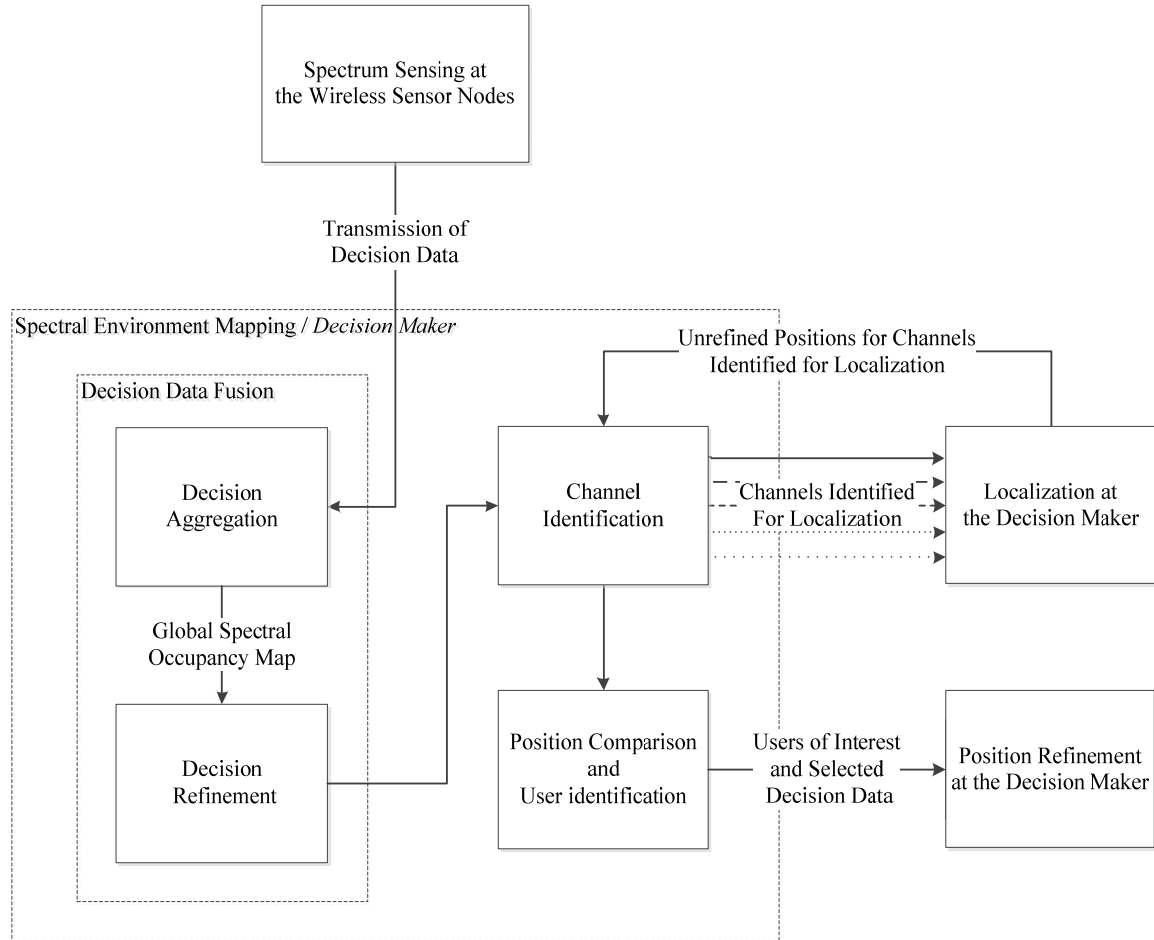 Spectrum Sensing at
the Wireless Sensor Nodes
Transmission of
Decision Data
Spectral Environment Mapping / Decision Maker
Unrefined Positions for Channels
Identified for Localization
Decision Data Fusion
Decision
Aggregation
Channel
Identification
Channels Identified
For Localization
Localization at
the Decision Maker
Global Spectral
Occupancy Map
Decision
Refinement
Position Comparison
and
User identification
Users of Interest
and Selected
Decision Data
Position Refinement
at the Decision Maker